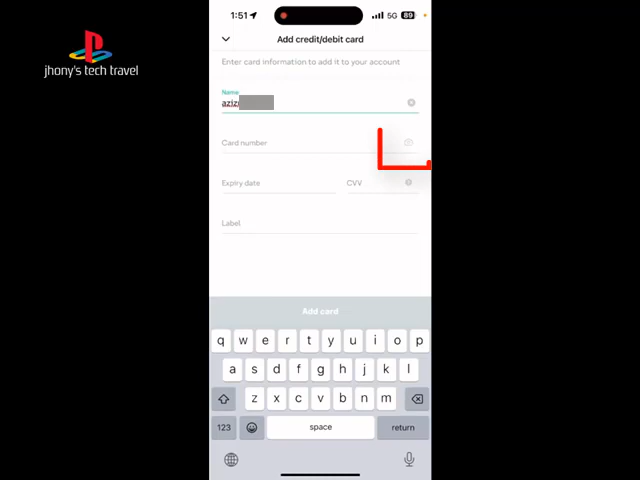 1:51
5G
89
jhony's tech travel
Add credit/debit card
Enter card information to add it to your account
Name
aziz
Card number
Expiry date
CVV
Label
Add card
q w e r t y u i o p
a s d f g h j k l
z x c v b n m
123
space
return